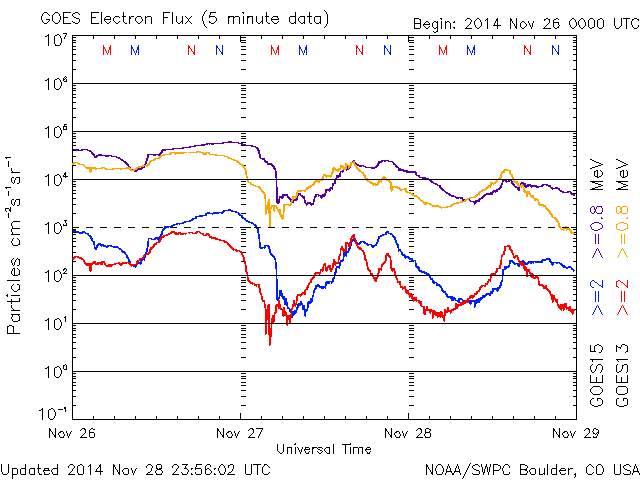 GOES Electron Flux (5 minute data)
Begin: 2014 Nov 26 0000 UTC
M M N N M M N N M M N N
10⁷
10⁶
10⁵
10⁴
10³
10²
10¹
10⁰
10⁻¹
Particles cm⁻²s⁻¹sr⁻¹
Nov 26 Nov 27 Nov 28 Nov 29
Universal Time
GOES15 >=2 >=0.8 MeV
GOES13 >=2 >=0.8 MeV
Updated 2014 Nov 28 23:56:02 UTC
NOAA/SWPC Boulder, CO USA